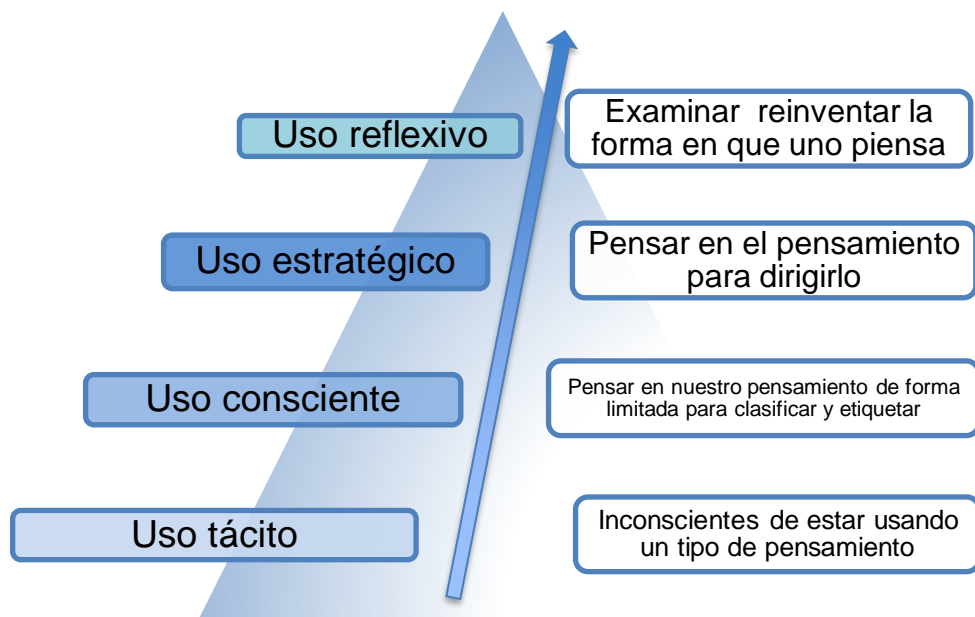 Uso reflexivo
Examinar reinventar la
forma en que uno piensa
Uso estratégico
Pensar en el pensamiento
para dirigirlo
Uso consciente
Pensar en nuestro pensamiento de forma
limitada para clasificar y etiquetar
Uso tácito
Inconscientes de estar usando
un tipo de pensamiento